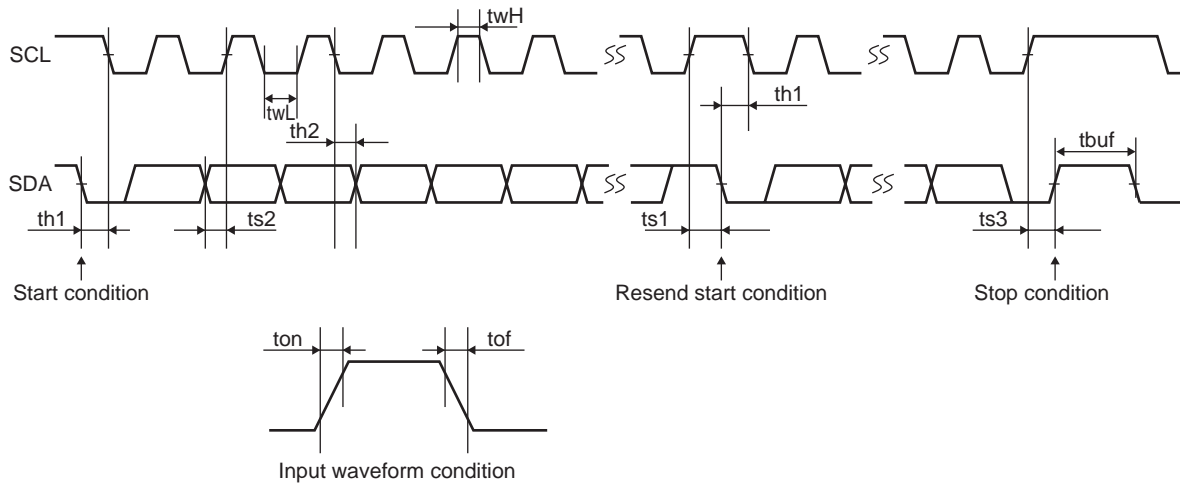 twH
SCL
twL
th2
th1
tbuf
SDA
th1
ts2
ts1
ts3
Start condition
Resend start condition
Stop condition
ton
tof
Input waveform condition